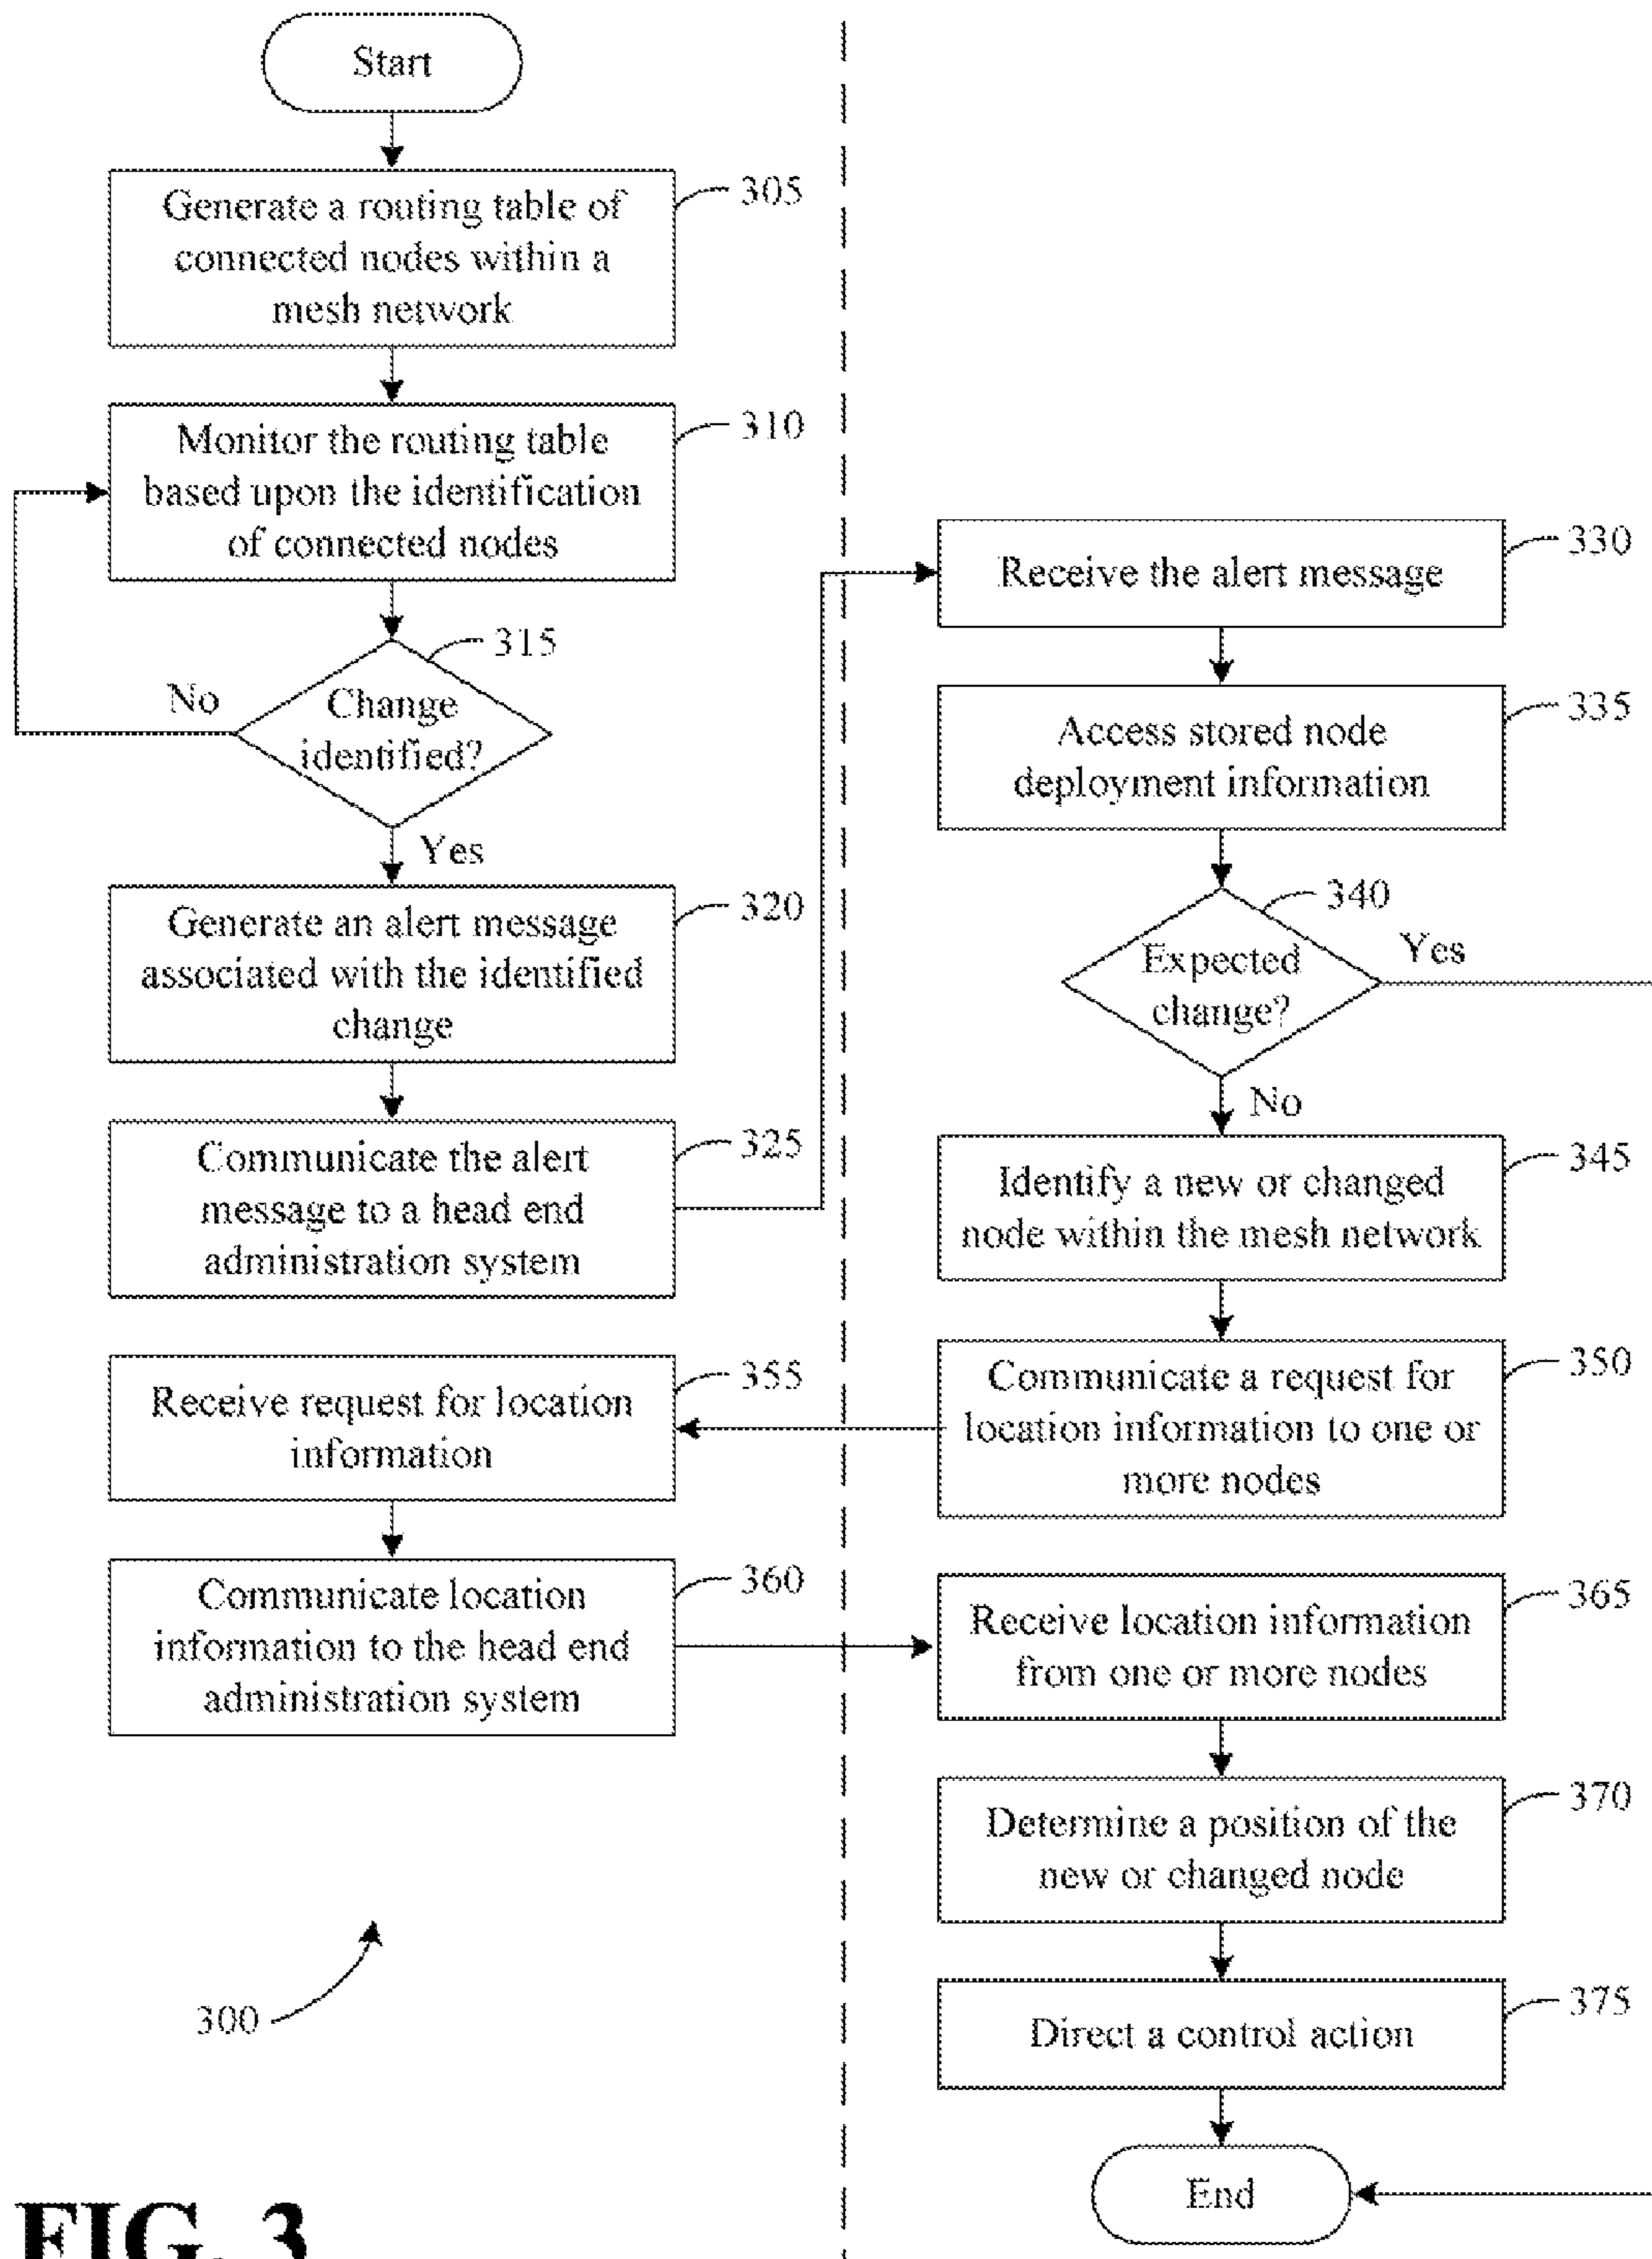 Start
Generate a routing table of
connected nodes within a
mesh network
305
Monitor the routing table
based upon the identification
of connected nodes
310
315
Change
identified?
No
Yes
Generate an alert message
associated with the identified
change
320
Communicate the alert
message to a head end
administration system
325
Receive the alert message
330
Access stored node
deployment information
335
340
Expected
change?
Yes
No
Identify a new or changed
node within the mesh network
345
Communicate a request for
location information to one or
more nodes
350
Receive request for location
information
355
Communicate location
information to the head end
administration system
360
Receive location information
from one or more nodes
365
Determine a position of the
new or changed node
370
Direct a control action
375
End
300
FIG. 3